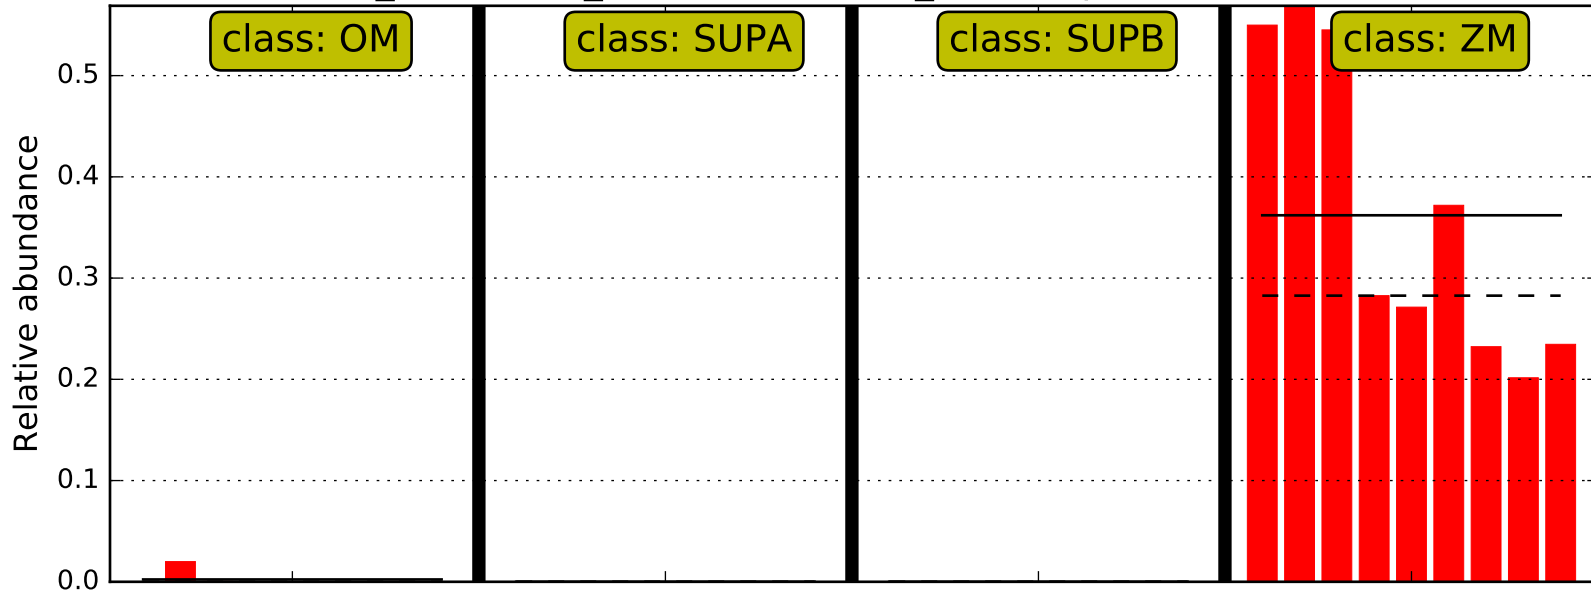 class: OM
class: SUPA
class: SUPB
class: ZM
Relative abundance
0.5
0.4
0.3
0.2
0.1
0.0